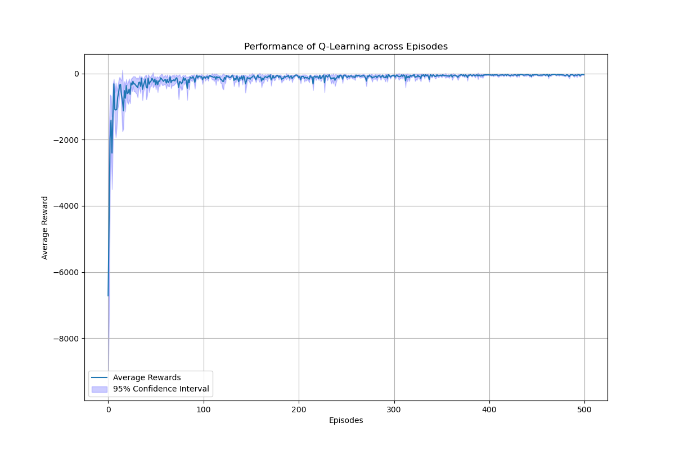 Performance of Q-Learning across Episodes
0
−2000
−4000
−6000
−8000
Average Reward
Average Rewards
95% Confidence Interval
0
100
200
300
400
500
Episodes